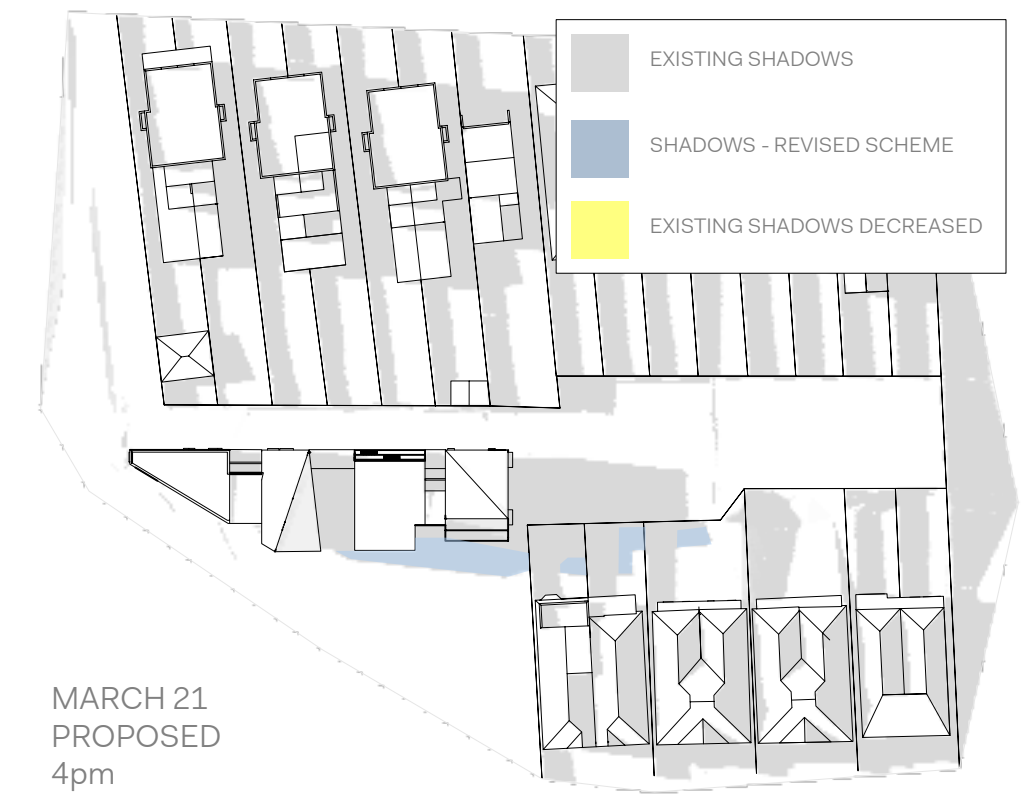 EXISTING SHADOWS
SHADOWS - REVISED SCHEME
EXISTING SHADOWS DECREASED
MARCH 21
PROPOSED
4pm